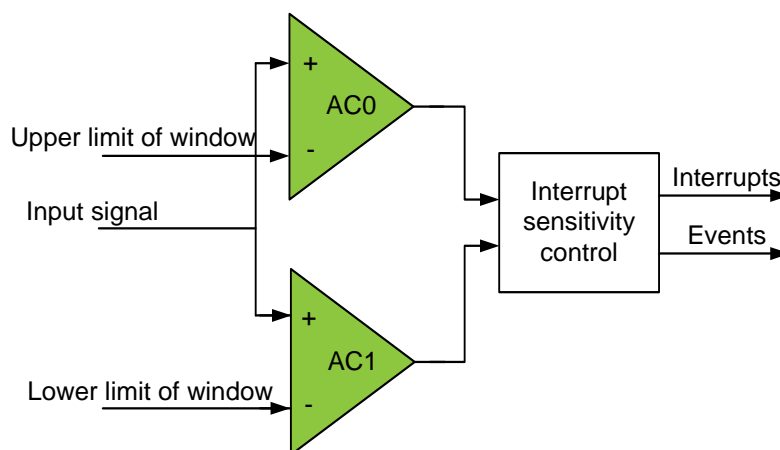 +
AC0
-
Upper limit of window
Input signal
+
AC1
-
Lower limit of window
Interrupt
sensitivity
control
Interrupts
Events